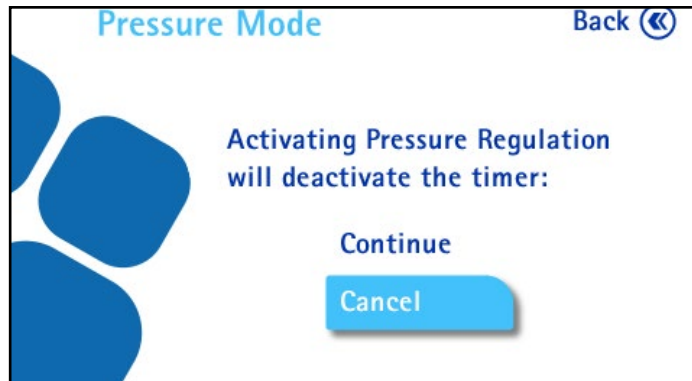 Pressure Mode
Back
Activating Pressure Regulation
will deactivate the timer:
Continue
Cancel